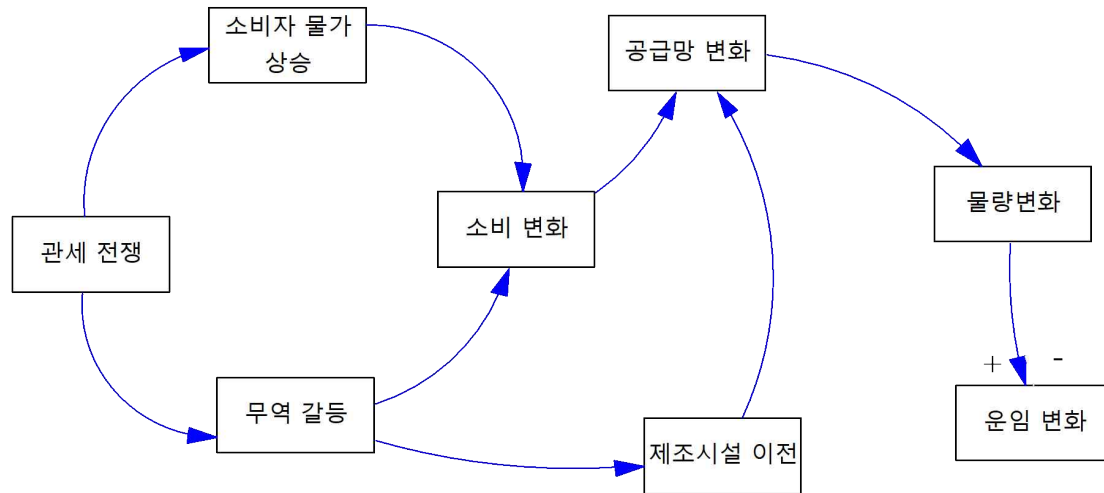 소비자 물가
상승
공급망 변화
물량변화
소비 변화
관세 전쟁
+ -
무역 갈등
운임 변화
제조시설 이전